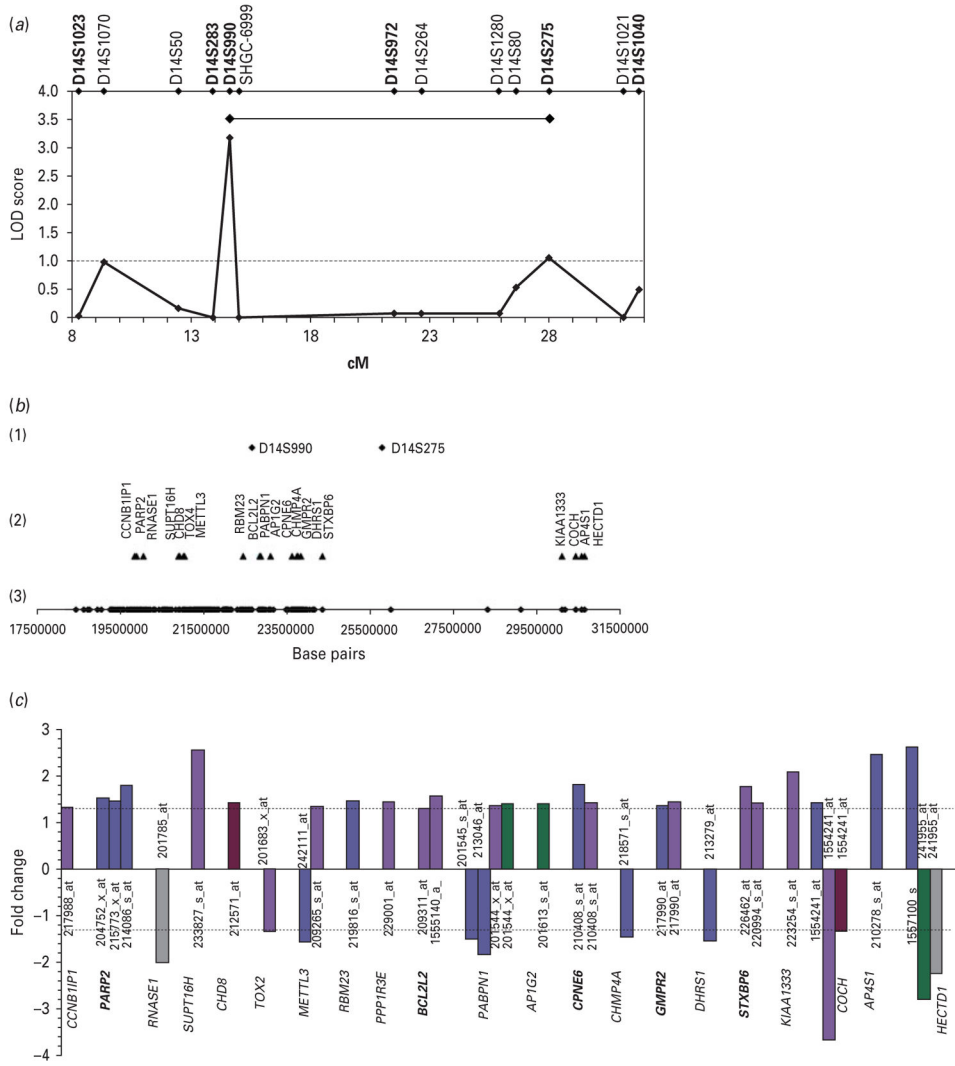 (a)
D14S1023
D14S1070
D14S50
D14S283
D14S990
SHGC-6999
D14S972
D14S264
D14S1280
D14S80
D14S275
D14S1021
D14S1040
4.0
3.5
3.0
2.5
2.0
1.5
1.0
0.5
0
LOD score
8
13
18
23
28
cM
(b)
(1)
D14S990
D14S275
(2)
CCNB1IP1
PARP2
RNASE1
SUPT16H
CHD8
TOX4
METTL3
RBM23
BCL2L2
PABPN1
AP1G2
CPNE6
CHMP4A
GMPR2
DHRS1
STXBP6
KIAA1333
COCH
AP4S1
HECTD1
(3)
17500000
19500000
21500000
23500000
25500000
27500000
29500000
31500000
Base pairs
(c)
3
2
1
0
−1
−2
−3
−4
Fold change
217988_at
204752_x_at
215773_x_at
214086_s_at
201785_at
233827_s_at
212571_at
201683_x_at
242111_at
209265_s_at
219816_s_at
229001_at
209311_at
1555140_a_
201545_s_at
213046_at
201544_x_at
201544_x_at
201613_s_at
210408_s_at
210408_s_at
218571_s_at
217990_at
217990_at
213279_at
226462_at
220994_s_at
223254_s_at
1554241_at
1554241_at
1554241_at
210278_s_at
1557100_s
241955_at
241955_at
CCNB1IP1
PARP2
RNASE1
SUPT16H
CHD8
TOX2
METTL3
RBM23
PPP1R3E
BCL2L2
PABPN1
AP1G2
CPNE6
CHMP4A
GMPR2
DHRS1
STXBP6
KIAA1333
COCH
AP4S1
HECTD1